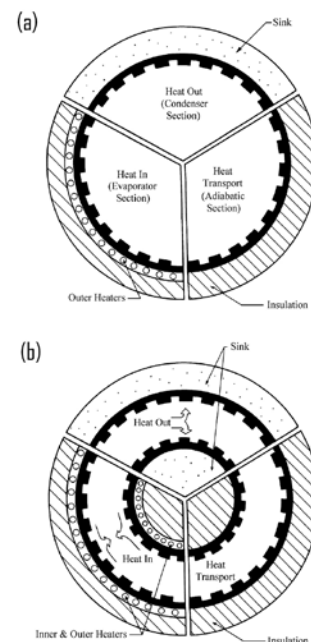 (a)
Sink
Heat Out
(Condenser
Section)
Heat In
(Evaporator
Section)
Heat
Transport
(Adiabatic
Section)
Outer Heaters
Insulation
(b)
Sink
Heat Out
Heat In
Heat
Transport
Inner & Outer Heaters
Insulation